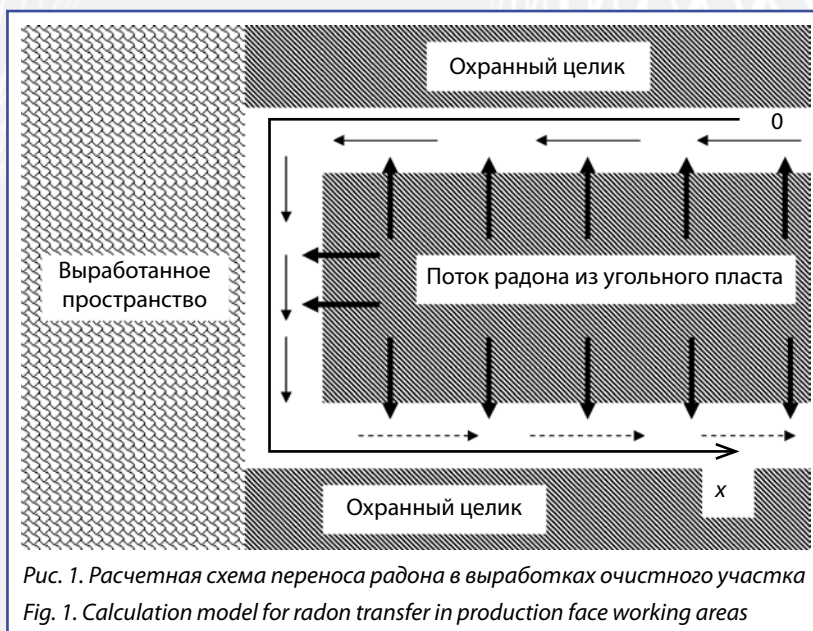 Охранный целик
0
Выработанное
пространство
Поток радона из угольного пласта
x
Охранный целик
Рис. 1. Расчетная схема переноса радона в выработках очистного участка
Fig. 1. Calculation model for radon transfer in production face working areas